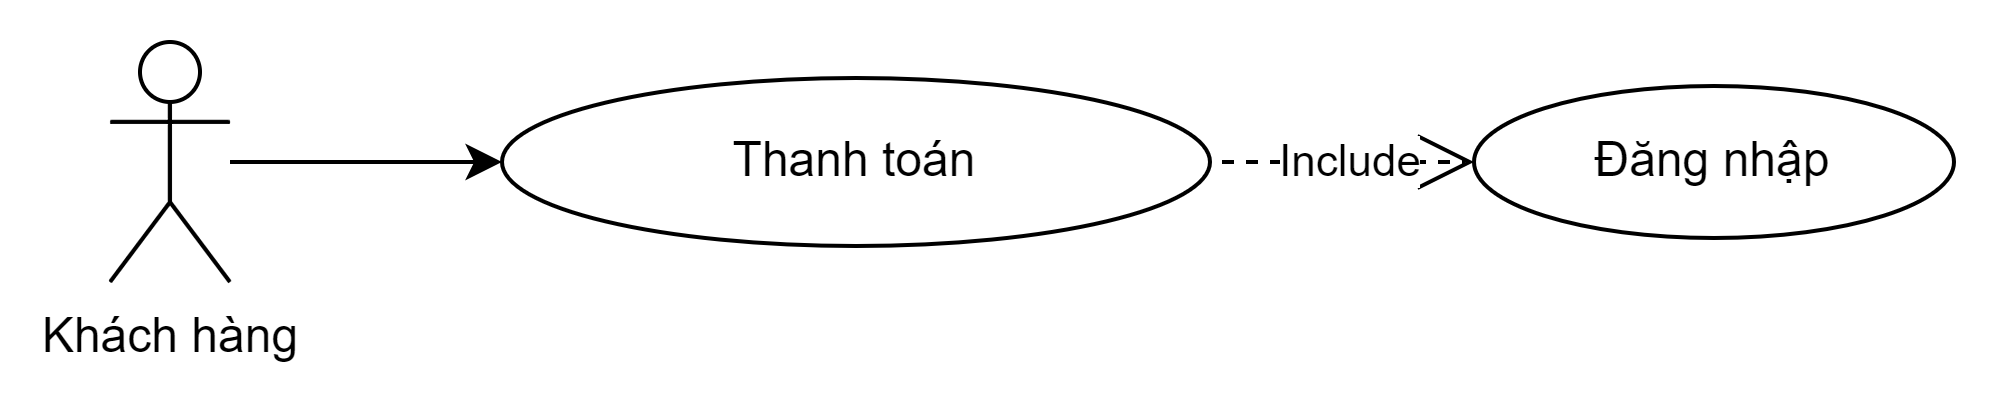 Thanh toán
Include
Đăng nhập
Khách hàng